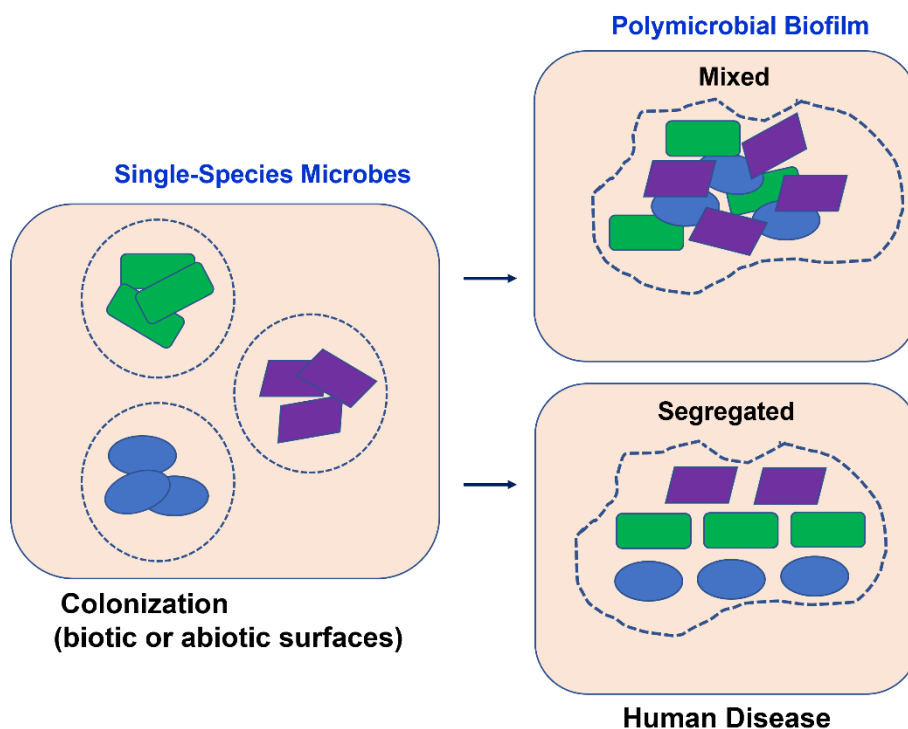 Single-Species Microbes
Colonization
(biotic or abiotic surfaces)
Polymicrobial Biofilm
Mixed
Segregated
Human Disease